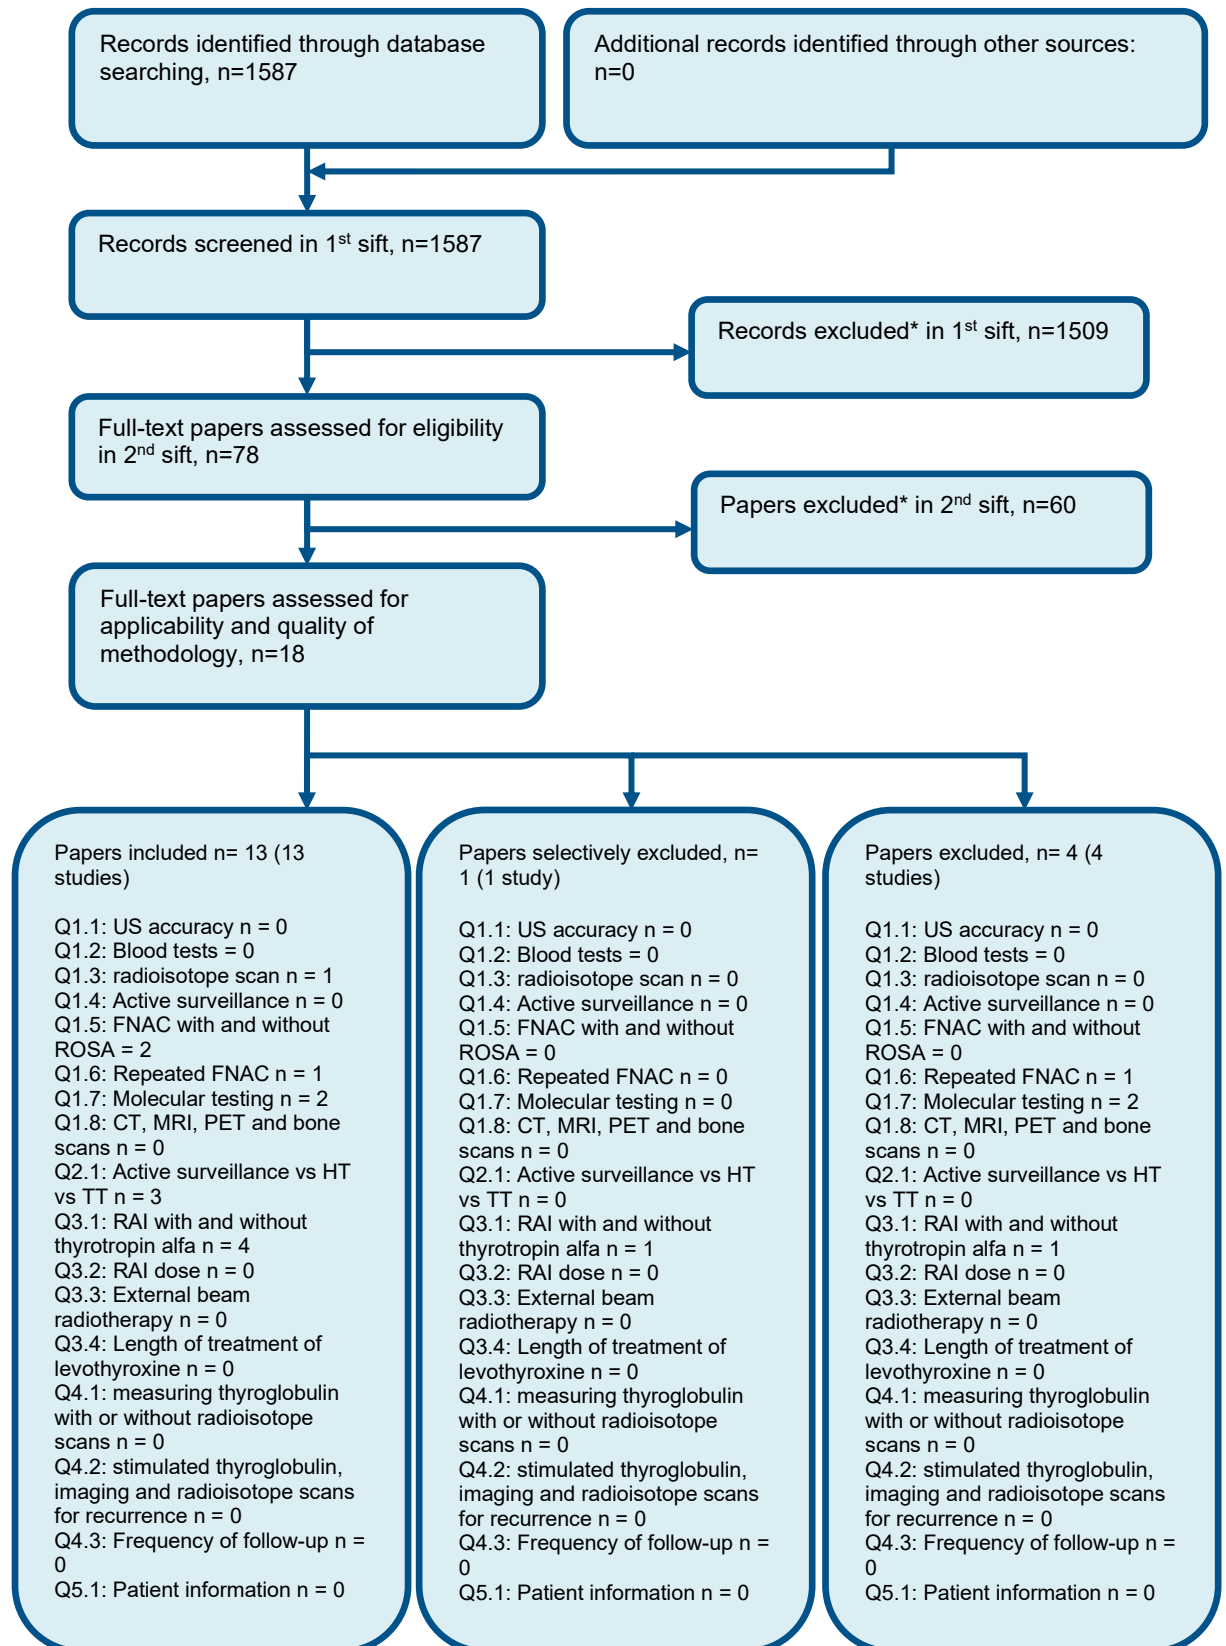 Records identified through database
searching, n=1587
Additional records identified through other sources:
n=0
Records screened in 1st sift, n=1587
Records excluded* in 1st sift, n=1509
Full-text papers assessed for eligibility
in 2nd sift, n=78
Papers excluded* in 2nd sift, n=60
Full-text papers assessed for
applicability and quality of
methodology, n=18
Papers included n= 13 (13
studies)
Q1.1: US accuracy n = 0
Q1.2: Blood tests = 0
Q1.3: radioisotope scan n = 1
Q1.4: Active surveillance n = 0
Q1.5: FNAC with and without
ROSA = 2
Q1.6: Repeated FNAC n = 1
Q1.7: Molecular testing n = 2
Q1.8: CT, MRI, PET and bone
scans n = 0
Q2.1: Active surveillance vs HT
vs TT n = 3
Q3.1: RAI with and without
thyrotropin alfa n = 4
Q3.2: RAI dose n = 0
Q3.3: External beam
radiotherapy n = 0
Q3.4: Length of treatment of
levothyroxine n = 0
Q4.1: measuring thyroglobulin
with or without radioisotope
scans n = 0
Q4.2: stimulated thyroglobulin,
imaging and radioisotope scans
for recurrence n = 0
Q4.3: Frequency of follow-up n =
0
Q5.1: Patient information n = 0
Papers selectively excluded, n=
1 (1 study)
Q1.1: US accuracy n = 0
Q1.2: Blood tests = 0
Q1.3: radioisotope scan n = 0
Q1.4: Active surveillance n = 0
Q1.5: FNAC with and without
ROSA = 0
Q1.6: Repeated FNAC n = 0
Q1.7: Molecular testing n = 0
Q1.8: CT, MRI, PET and bone
scans n = 0
Q2.1: Active surveillance vs HT
vs TT n = 0
Q3.1: RAI with and without
thyrotropin alfa n = 1
Q3.2: RAI dose n = 0
Q3.3: External beam
radiotherapy n = 0
Q3.4: Length of treatment of
levothyroxine n = 0
Q4.1: measuring thyroglobulin
with or without radioisotope
scans n = 0
Q4.2: stimulated thyroglobulin,
imaging and radioisotope scans
for recurrence n = 0
Q4.3: Frequency of follow-up n =
0
Q5.1: Patient information n = 0
Papers excluded, n= 4 (4
studies)
Q1.1: US accuracy n = 0
Q1.2: Blood tests = 0
Q1.3: radioisotope scan n = 0
Q1.4: Active surveillance n = 0
Q1.5: FNAC with and without
ROSA = 0
Q1.6: Repeated FNAC n = 1
Q1.7: Molecular testing n = 2
Q1.8: CT, MRI, PET and bone
scans n = 0
Q2.1: Active surveillance vs HT
vs TT n = 0
Q3.1: RAI with and without
thyrotropin alfa n = 1
Q3.2: RAI dose n = 0
Q3.3: External beam
radiotherapy n = 0
Q3.4: Length of treatment of
levothyroxine n = 0
Q4.1: measuring thyroglobulin
with or without radioisotope
scans n = 0
Q4.2: stimulated thyroglobulin,
imaging and radioisotope scans
for recurrence n = 0
Q4.3: Frequency of follow-up n =
0
Q5.1: Patient information n = 0